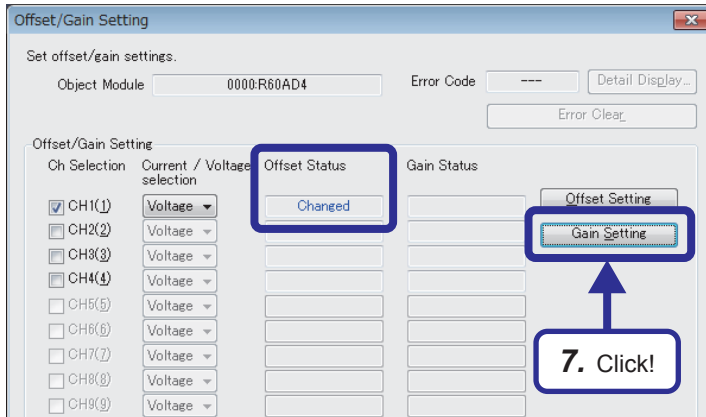 Offset/Gain Setting
Set offset/gain settings.
Object Module 0000:R60AD4 Error Code --- Detail Display...
Error Clear
Offset/Gain Setting
Ch Selection Current / Voltage selection Offset Status Gain Status
CH1(1) Voltage Changed Offset Setting
CH2(2) Voltage Gain Setting
CH3(3) Voltage
CH4(4) Voltage
CH5(5) Voltage
CH6(6) Voltage
CH7(7) Voltage
CH8(8) Voltage
CH9(9) Voltage
7. Click!